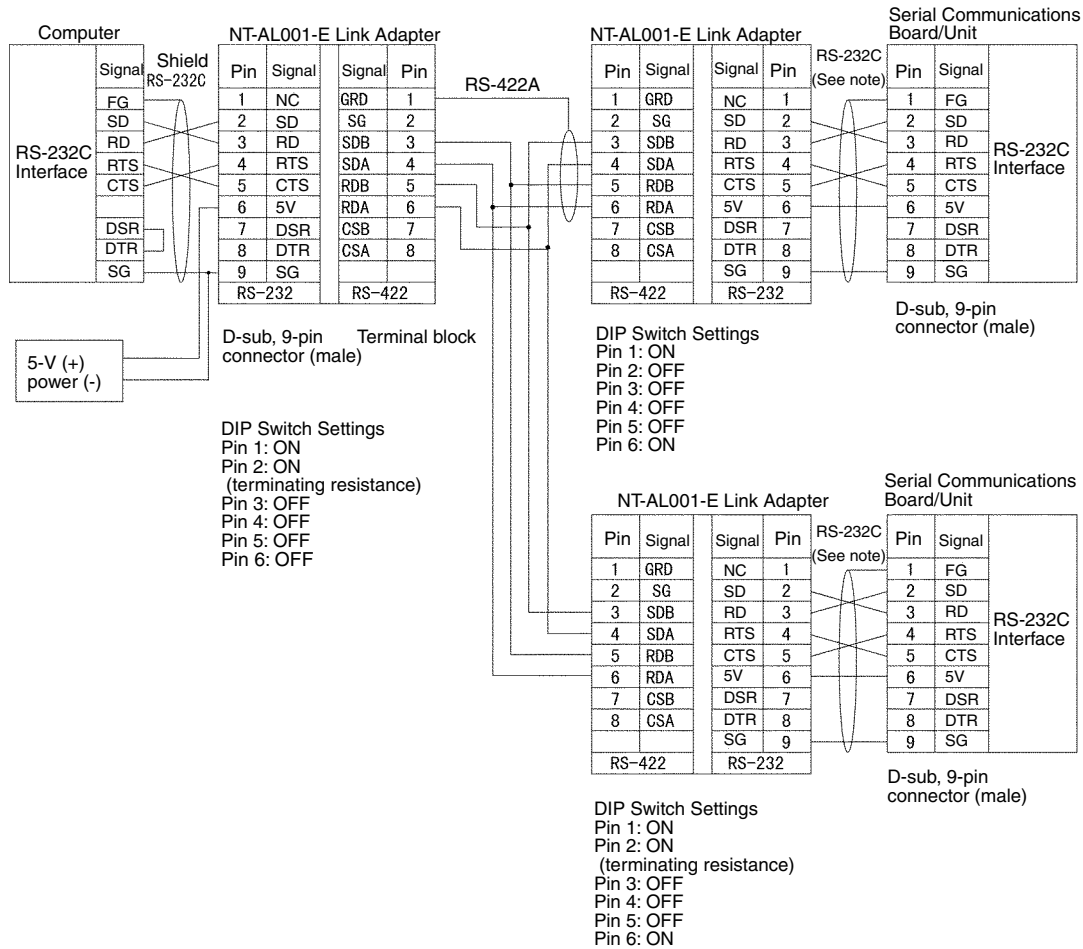 Computer
Signal
FG
SD
RD
RTS
CTS
DSR
DTR
SG
RS-232C
Interface
Shield
RS-232C
5-V (+)
power (-)
NT-AL001-E Link Adapter
Pin Signal Signal Pin
1 NC GRD 1
2 SD SG 2
3 RD SDB 3
4 RTS SDA 4
5 CTS RDB 5
6 5V RDA 6
7 DSR CSB 7
8 DTR CSA 8
9 SG
RS-232 RS-422
D-sub, 9-pin
connector (male)
Terminal block
DIP Switch Settings
Pin 1: ON
Pin 2: ON
(terminating resistance)
Pin 3: OFF
Pin 4: OFF
Pin 5: OFF
Pin 6: OFF
RS-422A
NT-AL001-E Link Adapter
Pin Signal Signal Pin
1 GRD NC 1
2 SG SD 2
3 SDB RD 3
4 SDA RTS 4
5 RDB CTS 5
6 RDA 5V 6
7 CSB DSR 7
8 CSA DTR 8
SG 9
RS-422 RS-232
DIP Switch Settings
Pin 1: ON
Pin 2: OFF
Pin 3: OFF
Pin 4: OFF
Pin 5: OFF
Pin 6: ON
RS-232C
(See note)
Serial Communications
Board/Unit
Pin Signal
1 FG
2 SD
3 RD
4 RTS
5 CTS
6 5V
7 DSR
8 DTR
9 SG
RS-232C
Interface
D-sub, 9-pin
connector (male)
NT-AL001-E Link Adapter
Pin Signal Signal Pin
1 GRD NC 1
2 SG SD 2
3 SDB RD 3
4 SDA RTS 4
5 RDB CTS 5
6 RDA 5V 6
7 CSB DSR 7
8 CSA DTR 8
SG 9
RS-422 RS-232
DIP Switch Settings
Pin 1: ON
Pin 2: ON
(terminating resistance)
Pin 3: OFF
Pin 4: OFF
Pin 5: OFF
Pin 6: ON
RS-232C
(See note)
Serial Communications
Board/Unit
Pin Signal
1 FG
2 SD
3 RD
4 RTS
5 CTS
6 5V
7 DSR
8 DTR
9 SG
RS-232C
Interface
D-sub, 9-pin
connector (male)